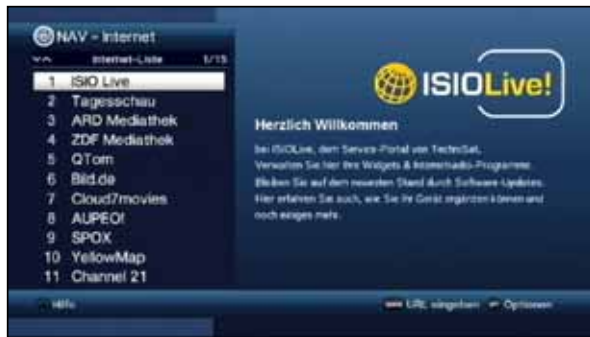 NAV - Internet
Internet-Liste 1/15
1 ISIO Live
2 Tagesschau
3 ARD Mediathek
4 ZDF Mediathek
5 QTom
6 Bild.de
7 Cloud7movies
8 AUPEO!
9 SPOX
10 YellowMap
11 Channel 21
ISIOLive!
Herzlich Willkommen
bei ISIOLive, dem Service-Portal von TechniSat.
Verwalten Sie hier Ihre Widgets & Internetradio-Programme.
Bleiben Sie auf dem neuesten Stand durch Software-Updates.
Hier erfahren Sie auch, wie Sie Ihr Gerät ergänzen können und
noch einiges mehr.
Hilfe
URL eingeben Optionen